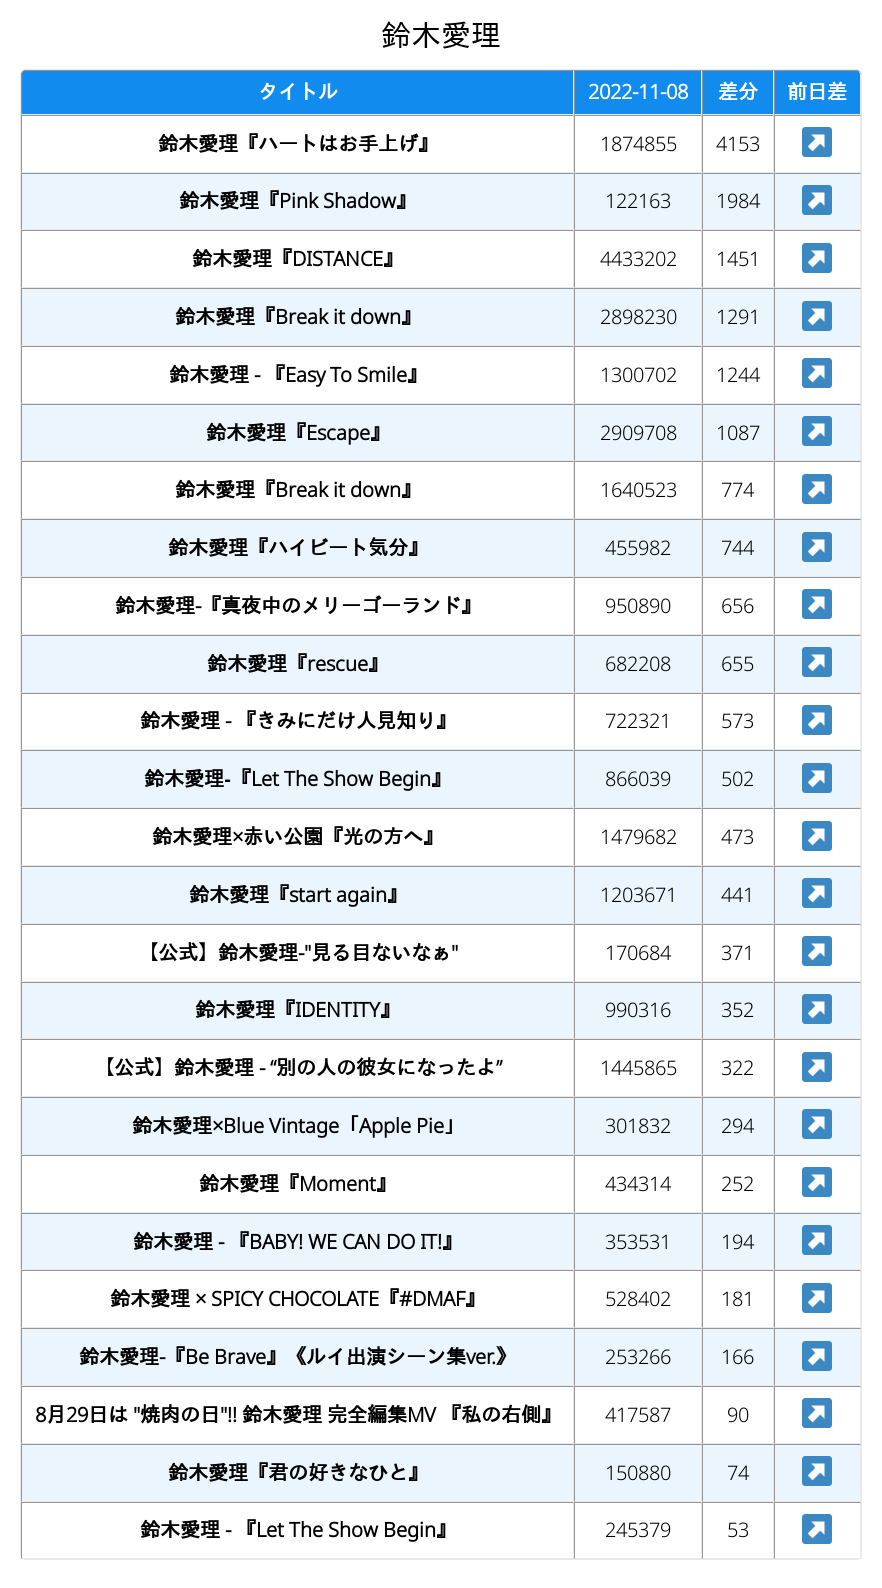 鈴木愛理
タイトル 2022-11-08 差分 前日差
鈴木愛理『ハートはお手上げ』 1874855 4153
鈴木愛理『Pink Shadow』 122163 1984
鈴木愛理『DISTANCE』 4433202 1451
鈴木愛理『Break it down』 2898230 1291
鈴木愛理 - 『Easy To Smile』 1300702 1244
鈴木愛理『Escape』 2909708 1087
鈴木愛理『Break it down』 1640523 774
鈴木愛理『ハイビート気分』 455982 744
鈴木愛理-『真夜中のメリーゴーランド』 950890 656
鈴木愛理『rescue』 682208 655
鈴木愛理 - 『きみにだけ人見知り』 722321 573
鈴木愛理-『Let The Show Begin』 866039 502
鈴木愛理×赤い公園『光の方へ』 1479682 473
鈴木愛理『start again』 1203671 441
【公式】鈴木愛理-"見る目ないなぁ" 170684 371
鈴木愛理『IDENTITY』 990316 352
【公式】鈴木愛理 - “別の人の彼女になったよ” 1445865 322
鈴木愛理×Blue Vintage「Apple Pie」 301832 294
鈴木愛理『Moment』 434314 252
鈴木愛理 - 『BABY! WE CAN DO IT!』 353531 194
鈴木愛理 × SPICY CHOCOLATE『#DMAF』 528402 181
鈴木愛理-『Be Brave』《ルイ出演シーン集ver.》 253266 166
8月29日は "焼肉の日"!! 鈴木愛理 完全編集MV 『私の右側』 417587 90
鈴木愛理『君の好きなひと』 150880 74
鈴木愛理 - 『Let The Show Begin』 245379 53